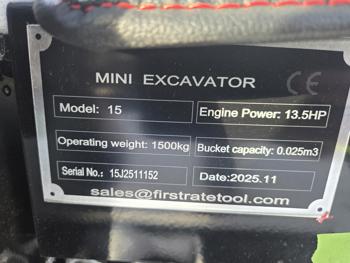 MINI EXCAVATOR CE
Model: 15 Engine Power: 13.5HP
Operating weight: 1500kg Bucket capacity: 0.025m3
Serial No.: 15J2511152 Date:2025.11
sales@firstratetool.com